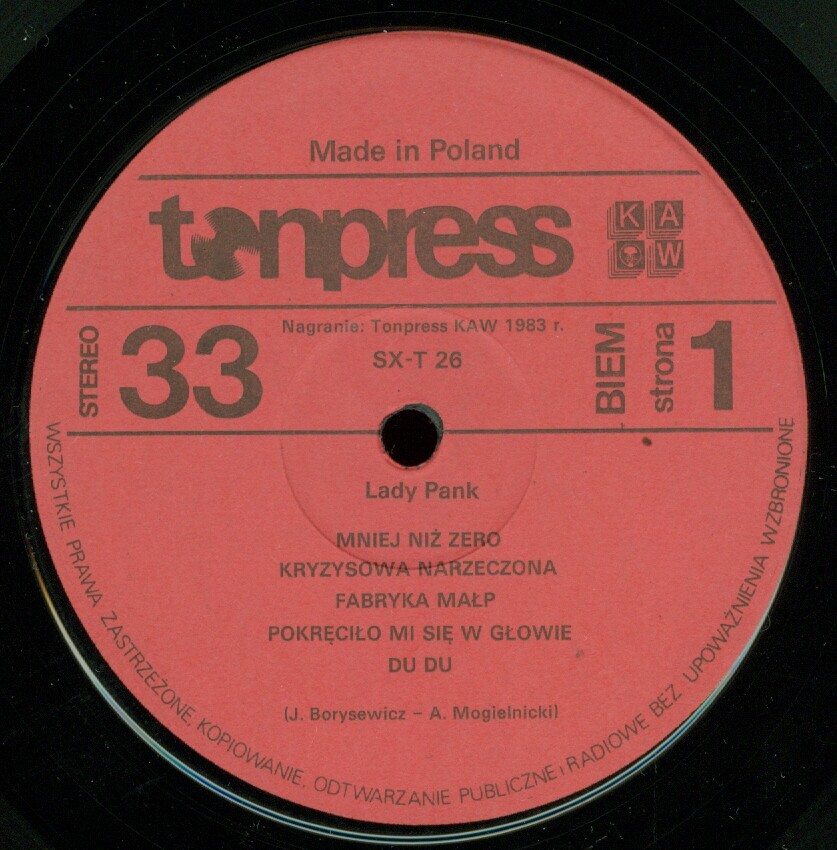 Made in Poland
tonpress
K A
W
Nagranie: Tonpress KAW 1983 r.
STEREO
33
SX-T 26
BIEM
strona
1
Lady Pank
MNIEJ NIŻ ZERO
KRYZYSOWA NARZECZONA
FABRYKA MAŁP
POKRĘCIŁO MI SIĘ W GŁOWIE
DU DU
(J. Borysewicz – A. Mogielnicki)
WSZYSTKIE PRAWA ZASTRZEŻONE. KOPIOWANIE, ODTWARZANIE PUBLICZNE I RADIOWE BEZ UPOWAŻNIENIA WZBRONIONE